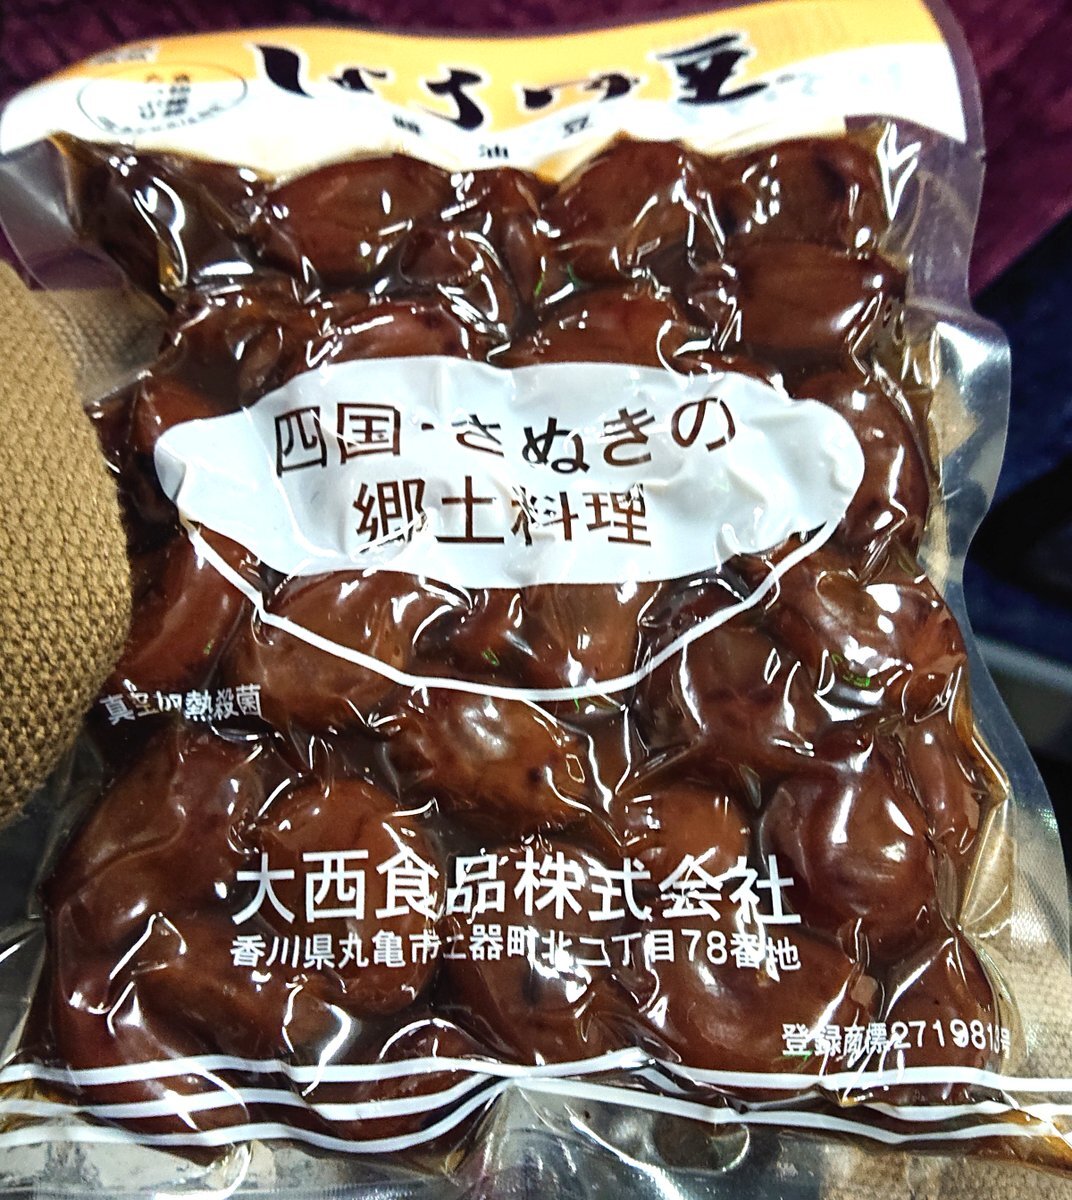 しょうゆ豆
醤油豆
四国・さぬきの
郷土料理
真空加熱殺菌
大西食品株式会社
香川県丸亀市土器町北二丁目78番地
登録商標2719813号